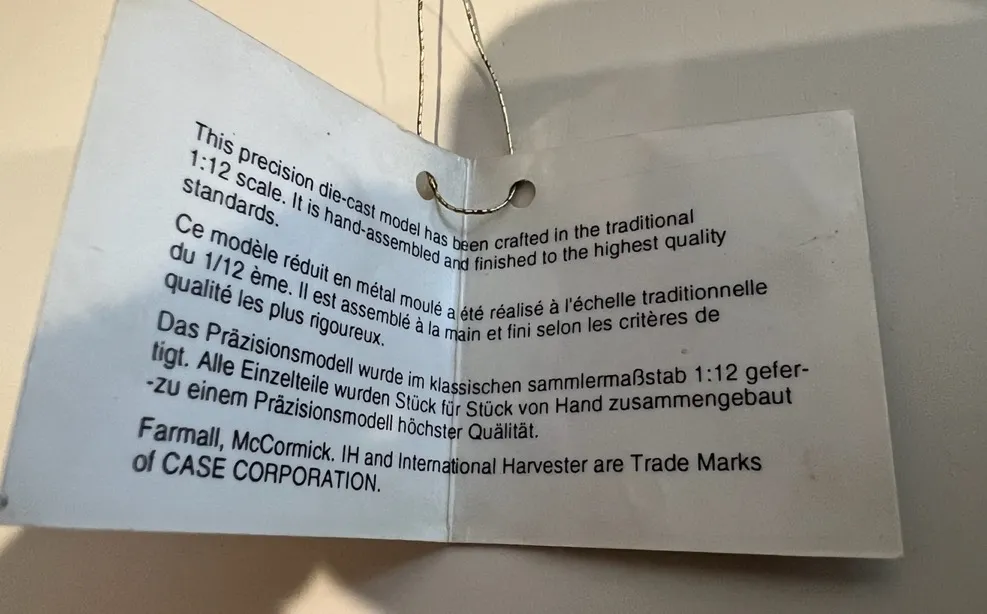 This precision die-cast model has been crafted in the traditional
1:12 scale. It is hand-assembled and finished to the highest quality
standards.
Ce modèle réduit en métal moulé a été réalisé à l'échelle traditionnelle
du 1/12 ème. Il est assemblé à la main et fini selon les critères de
qualité les plus rigoureux.
Das Präzisionsmodell wurde im klassischen sammlermaßstab 1:12 gefer-
tigt. Alle Einzelteile wurden Stück für Stück von Hand zusammengebaut
-zu einem Präzisionsmodell höchster Quälität.
Farmall, McCormick. IH and International Harvester are Trade Marks
of CASE CORPORATION.